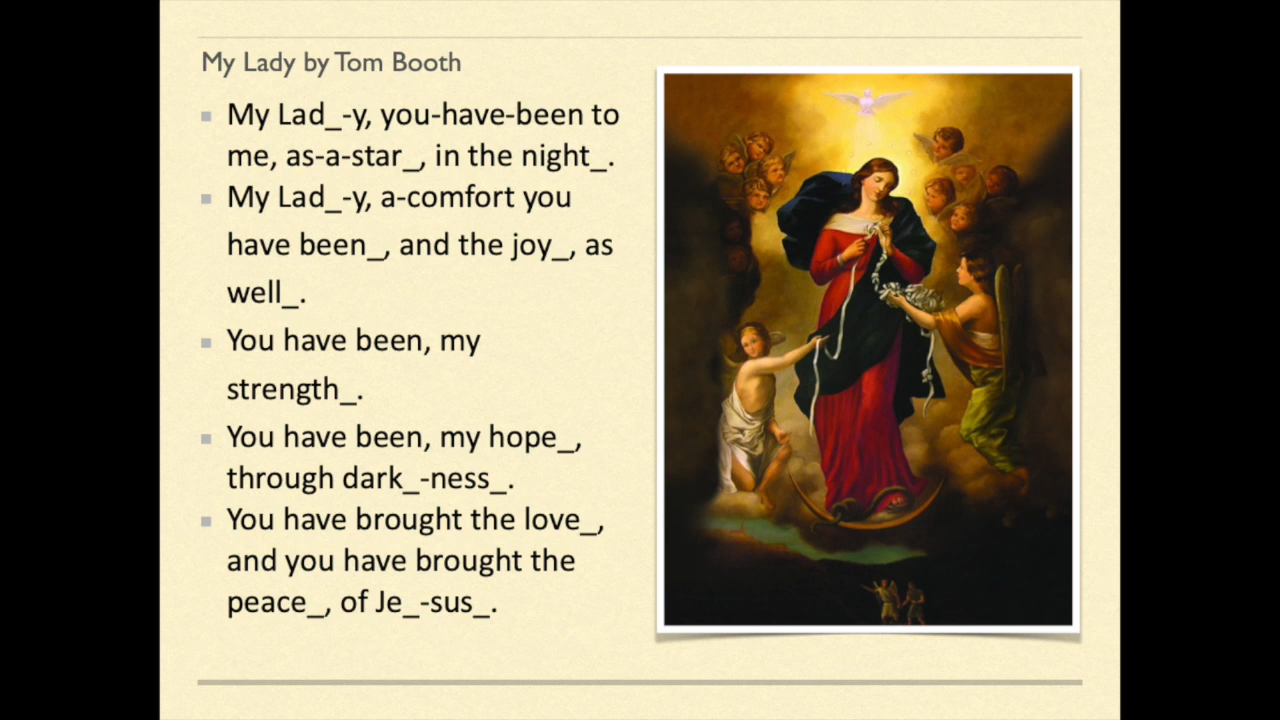 My Lady by Tom Booth
My Lad_-y, you-have-been to
me, as-a-star_, in the night_.
My Lad_-y, a-comfort you
have been_, and the joy_, as
well_.
You have been, my
strength_.
You have been, my hope_,
through dark_-ness_.
You have brought the love_,
and you have brought the
peace_, of Je_-sus_.